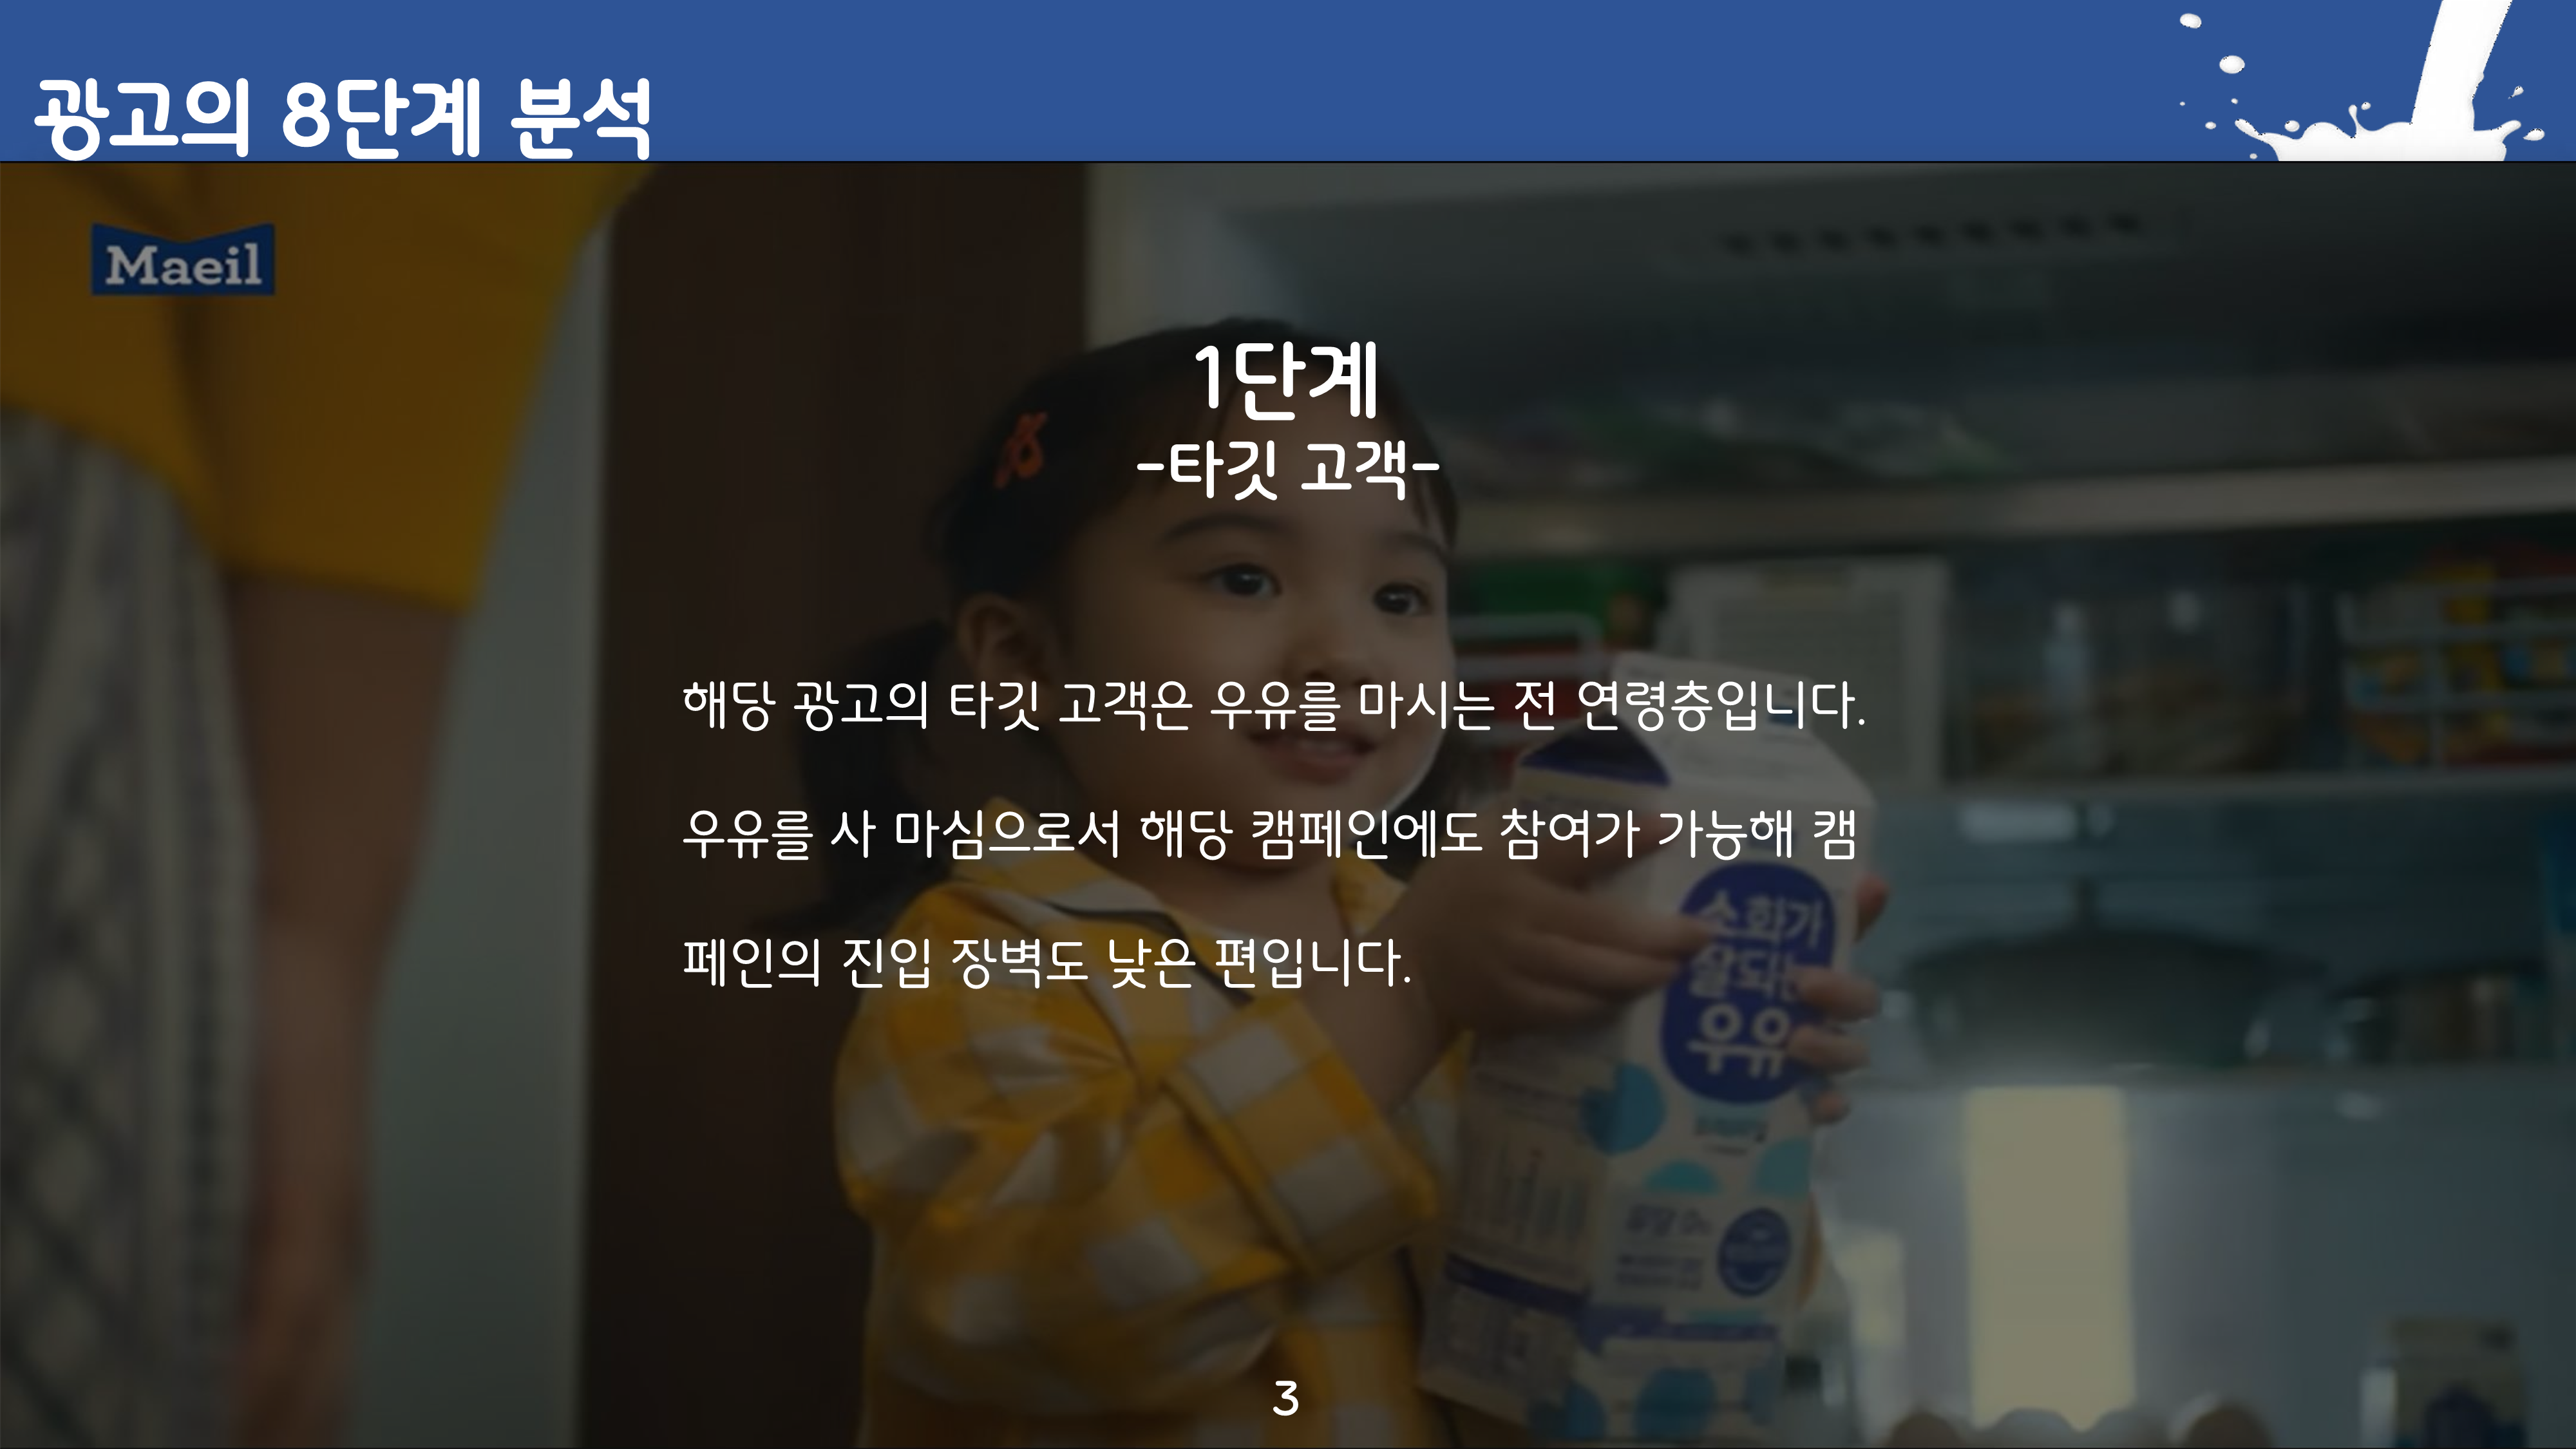 광고의 8단계 분석
Maeil
1단계
-타깃 고객-
해당 광고의 타깃 고객은 우유를 마시는 전 연령층입니다.
우유를 사 마심으로서 해당 캠페인에도 참여가 가능해 캠
페인의 진입 장벽도 낮은 편입니다.
소화가
잘되는
우유
3